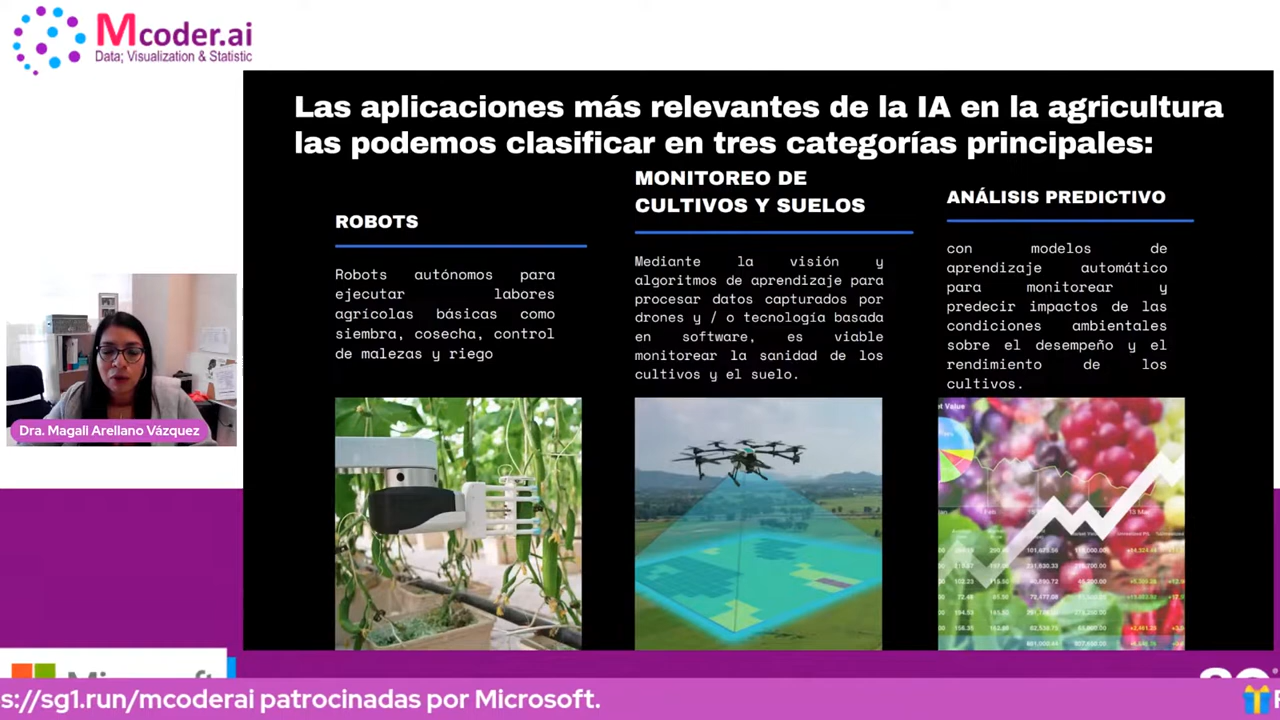 Mcoder.ai
Data; Visualization & Statistic
Las aplicaciones más relevantes de la IA en la agricultura
las podemos clasificar en tres categorías principales:
ROBOTS
Robots autónomos para
ejecutar labores
agrícolas básicas como
siembra, cosecha, control
de malezas y riego
MONITOREO DE
CULTIVOS Y SUELOS
Mediante la visión y
algoritmos de aprendizaje para
procesar datos capturados por
drones y / o tecnología basada
en software, es viable
monitorear la sanidad de los
cultivos y el suelo.
ANÁLISIS PREDICTIVO
con modelos de
aprendizaje automático
para monitorear y
predecir impactos de las
condiciones ambientales
sobre el desempeño y el
rendimiento de los
cultivos.
Dra. Magali Arellano Vázquez
s://sg1.run/mcoderai patrocinadas por Microsoft.